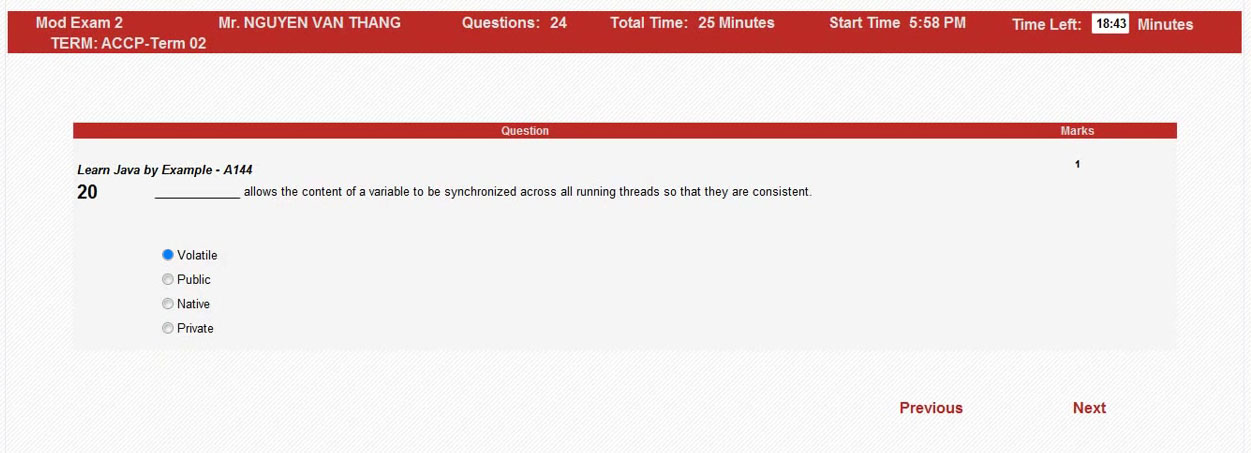 Mod Exam 2 Mr. NGUYEN VAN THANG Questions: 24 Total Time: 25 Minutes Start Time 5:58 PM Time Left: 18:43 Minutes
TERM: ACCP-Term 02
Question Marks
Learn Java by Example - A144 1
20 ____________ allows the content of a variable to be synchronized across all running threads so that they are consistent.
Volatile
Public
Native
Private
Previous Next